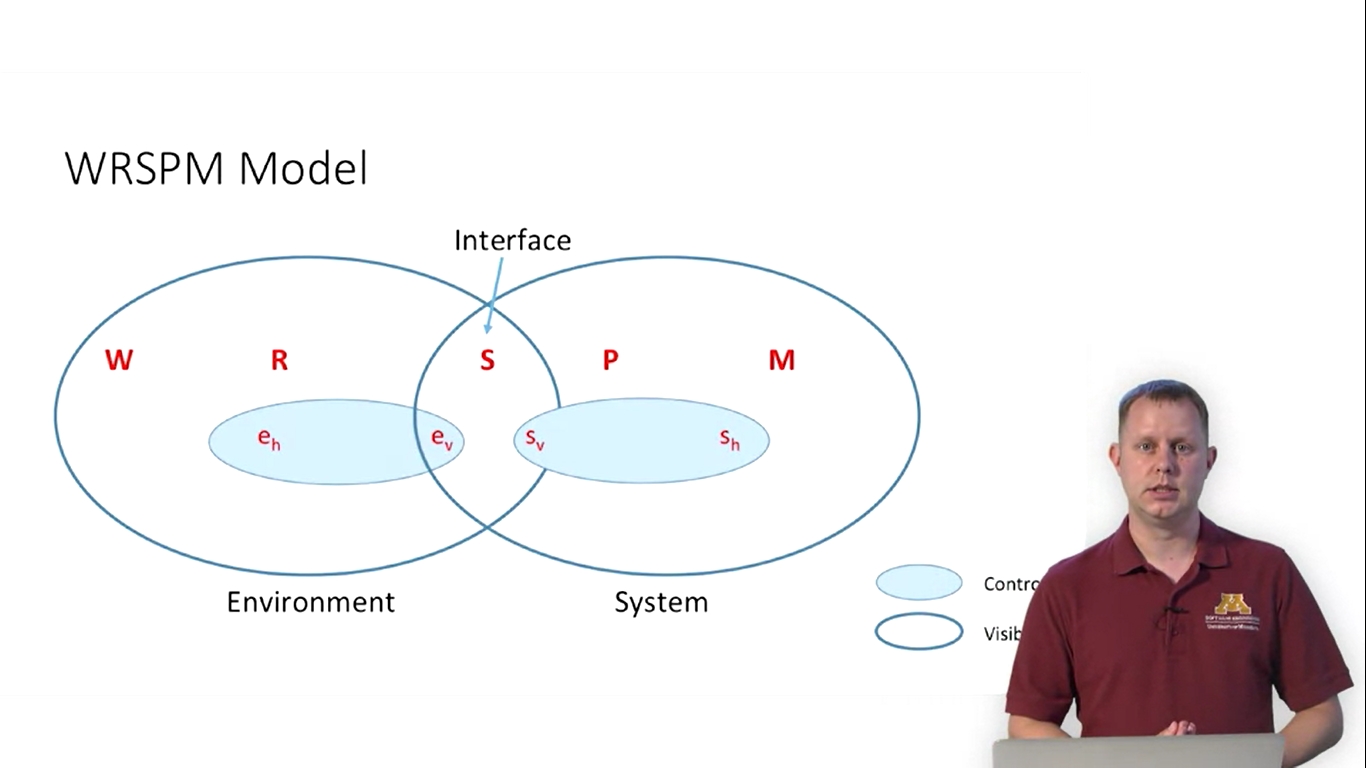 WRSPM Model
Interface
W R S P M
eh ev sv sh
Environment System
Contro
Visib